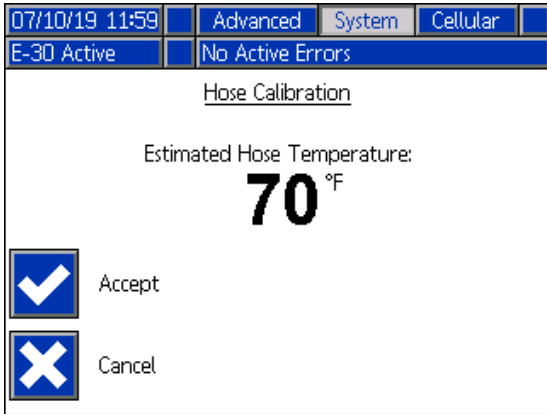 07/10/19 11:59 Advanced System Cellular
E-30 Active No Active Errors
Hose Calibration
Estimated Hose Temperature:
70 °F
Accept
Cancel